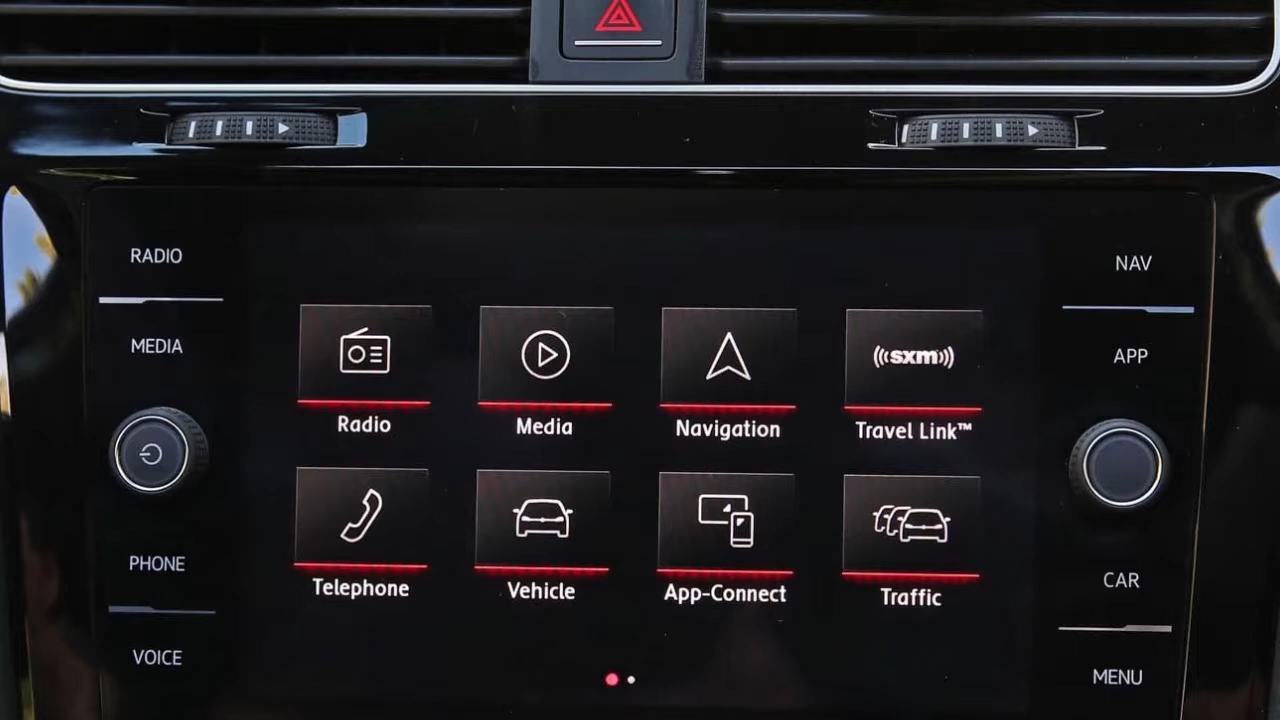 RADIO
MEDIA
PHONE
VOICE
Radio
Media
Navigation
sxm
Travel Link™
Telephone
Vehicle
App-Connect
Traffic
NAV
APP
CAR
MENU